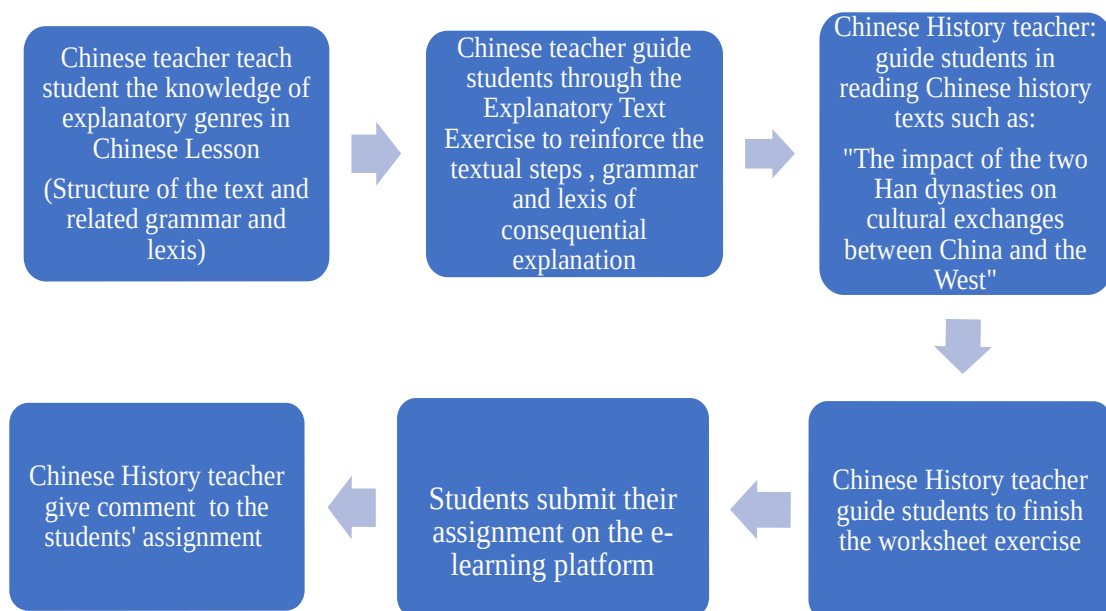 Chinese teacher teach
student the knowledge of
explanatory genres in
Chinese Lesson
(Structure of the text and
related grammar and
lexis)
Chinese teacher guide
students through the
Explanatory Text
Exercise to reinforce the
textual steps , grammar
and lexis of
consequential
explanation
Chinese History teacher:
guide students in
reading Chinese history
texts such as:
"The impact of the two
Han dynasties on
cultural exchanges
between China and the
West"
Chinese History teacher
guide students to finish
the worksheet exercise
Students submit their
assignment on the e-
learning platform
Chinese History teacher
give comment to the
students' assignment